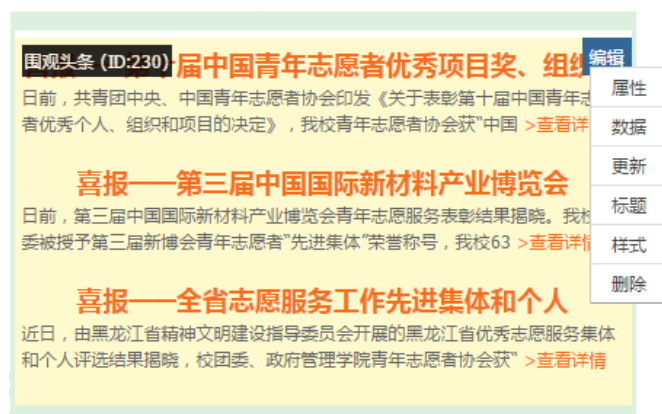 围观头条 (ID:230)
届中国青年志愿者优秀项目奖、组
编辑
日前，共青团中央、中国青年志愿者协会印发《关于表彰第十届中国青年志
者优秀个人、组织和项目的决定》，我校青年志愿者协会获“中国 >查看详
喜报——第三届中国国际新材料产业博览会
日前，第三届中国国际新材料产业博览会青年志愿服务表彰结果揭晓。我校
委被授予第三届新博会青年志愿者“先进集体”荣誉称号，我校63 >查看详情
喜报——全省志愿服务工作先进集体和个人
近日，由黑龙江省精神文明建设指导委员会开展的黑龙江省优秀志愿服务集体
和个人评选结果揭晓，校团委、政府管理学院青年志愿者协会获“ >查看详情
属性
数据
更新
标题
样式
删除